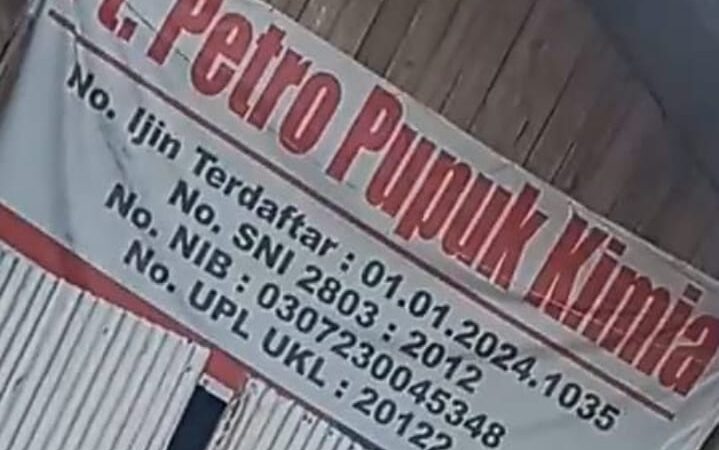 t. Petro Pupuk Kimia
No. Ijin Terdaftar : 01.01.2024.1035
No. SNI 2803 : 2012
No. NIB : 0307230045348
No. UPL UKL : 20122